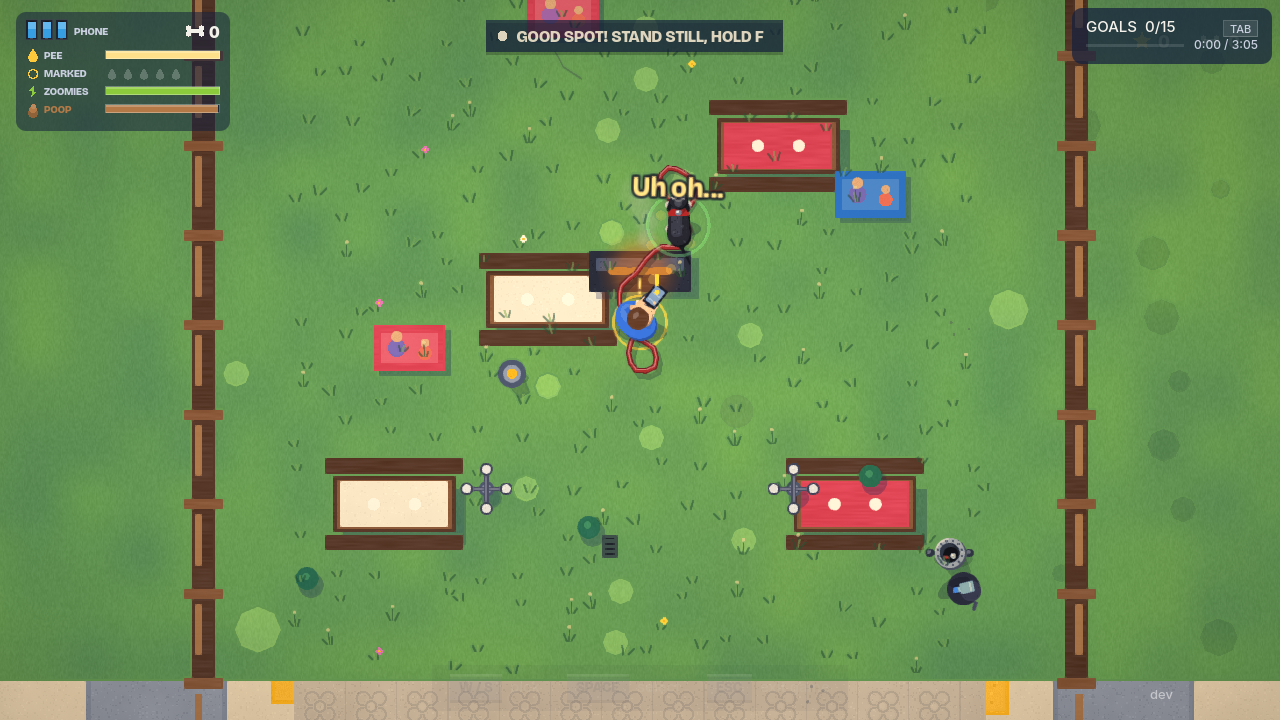 PHONE 0
PEE
MARKED
ZOOMIES
POOP
GOOD SPOT! STAND STILL, HOLD F
GOALS 0/15 TAB
0:00 / 3:05
Uh oh...
dev